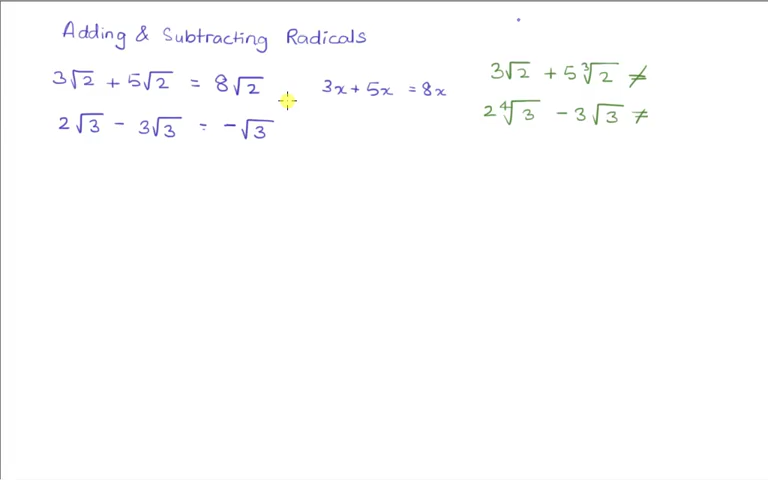 Adding & Subtracting Radicals
3√2 + 5√2 = 8√2
3x + 5x = 8x
2√3 - 3√3 = -√3
3√2 + 5∛2 ≠
2∜3 - 3√3 ≠